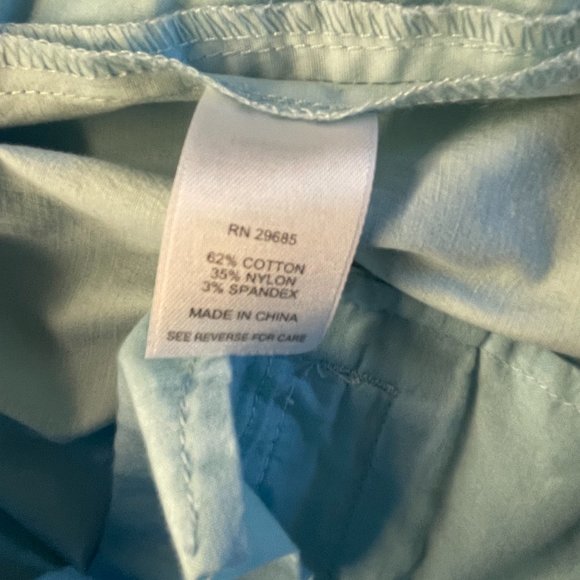 RN 29685
62% COTTON
35% NYLON
3% SPANDEX
MADE IN CHINA
SEE REVERSE FOR CARE